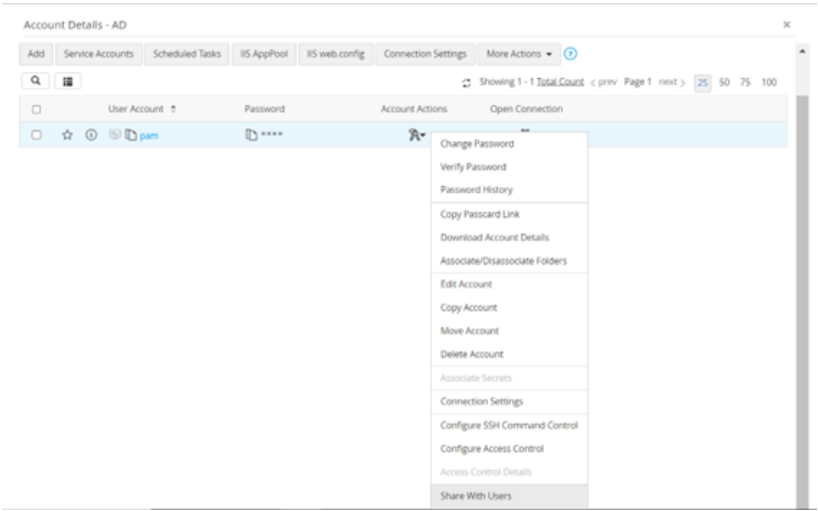 Account Details - AD
Add Service Accounts Scheduled Tasks IIS AppPool IIS web.config Connection Settings More Actions
Showing 1 - 1 Total Count prev Page 1 next 25 50 75 100
User Account Password Account Actions Open Connection
pam ****
Change Password
Verify Password
Password History
Copy Passcard Link
Download Account Details
Associate/Disassociate Folders
Edit Account
Copy Account
Move Account
Delete Account
Associate Secrets
Connection Settings
Configure SSH Command Control
Configure Access Control
Access Control Details
Share With Users